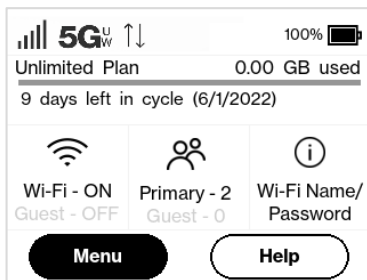 5G UW 100%
Unlimited Plan 0.00 GB used
9 days left in cycle (6/1/2022)
Wi-Fi - ON Primary - 2 Wi-Fi Name/
Guest - OFF Guest - 0 Password
Menu Help